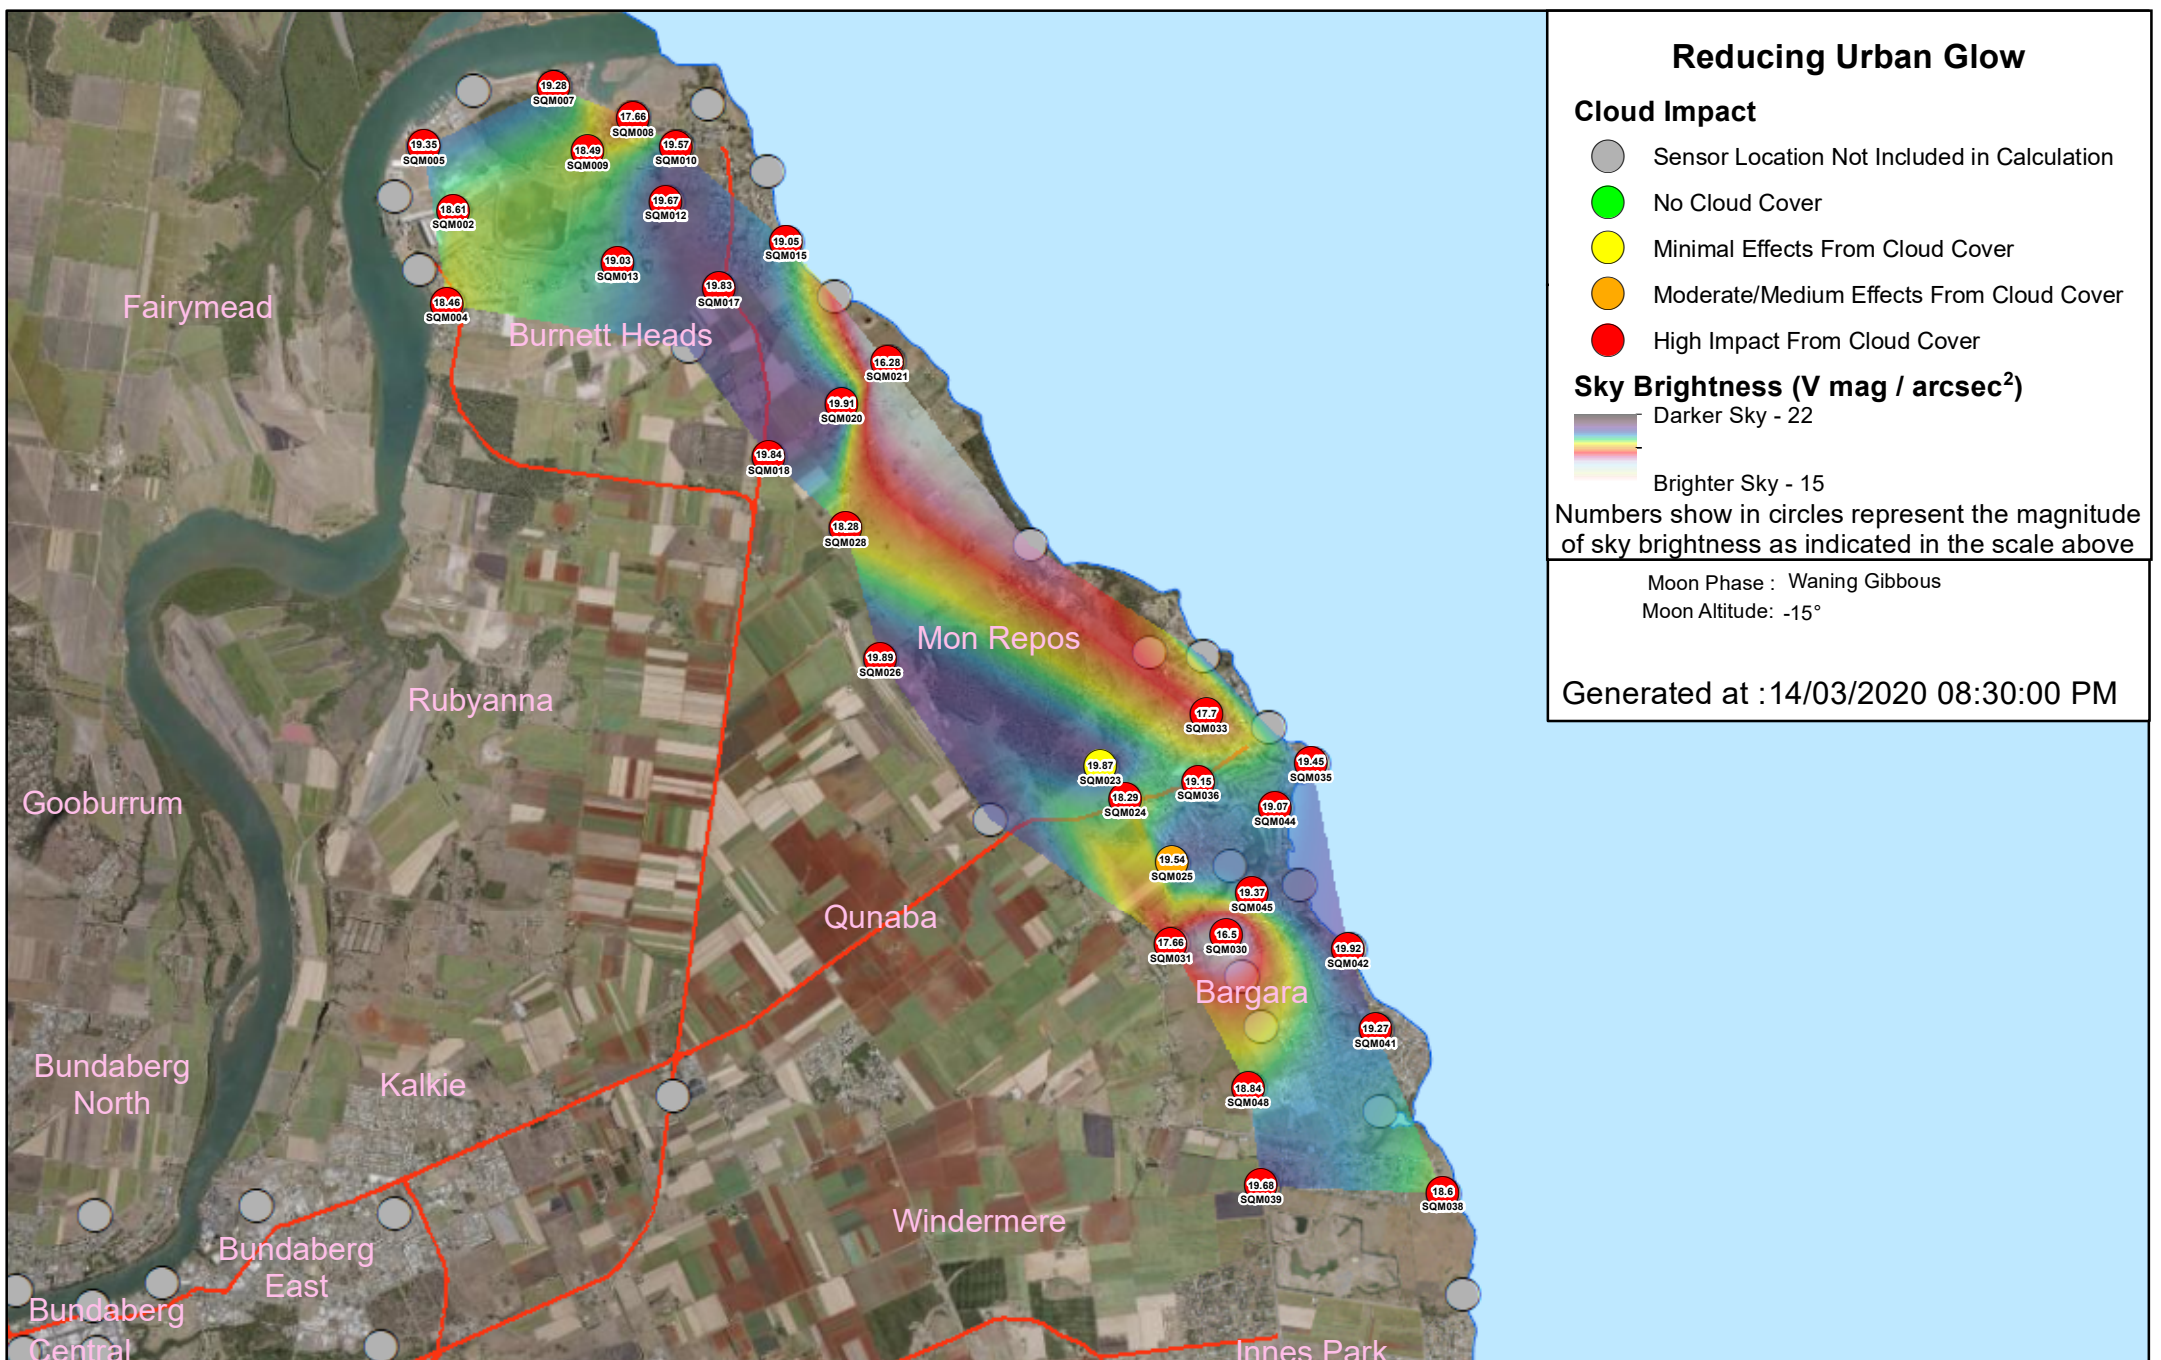 Reducing Urban Glow
Cloud Impact
Sensor Location Not Included in Calculation
No Cloud Cover
Minimal Effects From Cloud Cover
Moderate/Medium Effects From Cloud Cover
High Impact From Cloud Cover
Sky Brightness (V mag / arcsec²)
Darker Sky - 22
Brighter Sky - 15
Numbers show in circles represent the magnitude
of sky brightness as indicated in the scale above
Moon Phase : Waning Gibbous
Moon Altitude: -15°
Generated at :14/03/2020 08:30:00 PM
19.28
SQM007
17.66
SQM008
19.35
SQM005
18.49
SQM009
19.57
SQM010
18.61
SQM002
19.67
SQM012
19.05
SQM015
19.03
SQM013
19.83
SQM017
18.46
SQM004
Fairymead
Burnett Heads
16.28
SQM021
19.91
SQM020
19.84
SQM018
18.28
SQM028
Mon Repos
19.89
SQM026
Rubyanna
17.7
SQM033
19.87
SQM023
19.15
SQM036
19.45
SQM035
18.29
SQM024
19.07
SQM044
Gooburrum
19.54
SQM025
19.37
SQM045
Qunaba
17.66
SQM031
16.5
SQM030
19.92
SQM042
Bargara
19.27
SQM041
Bundaberg
North
Kalkie
18.84
SQM048
19.68
SQM039
18.6
SQM038
Windermere
Bundaberg
East
Bundaberg
Central
Innes Park